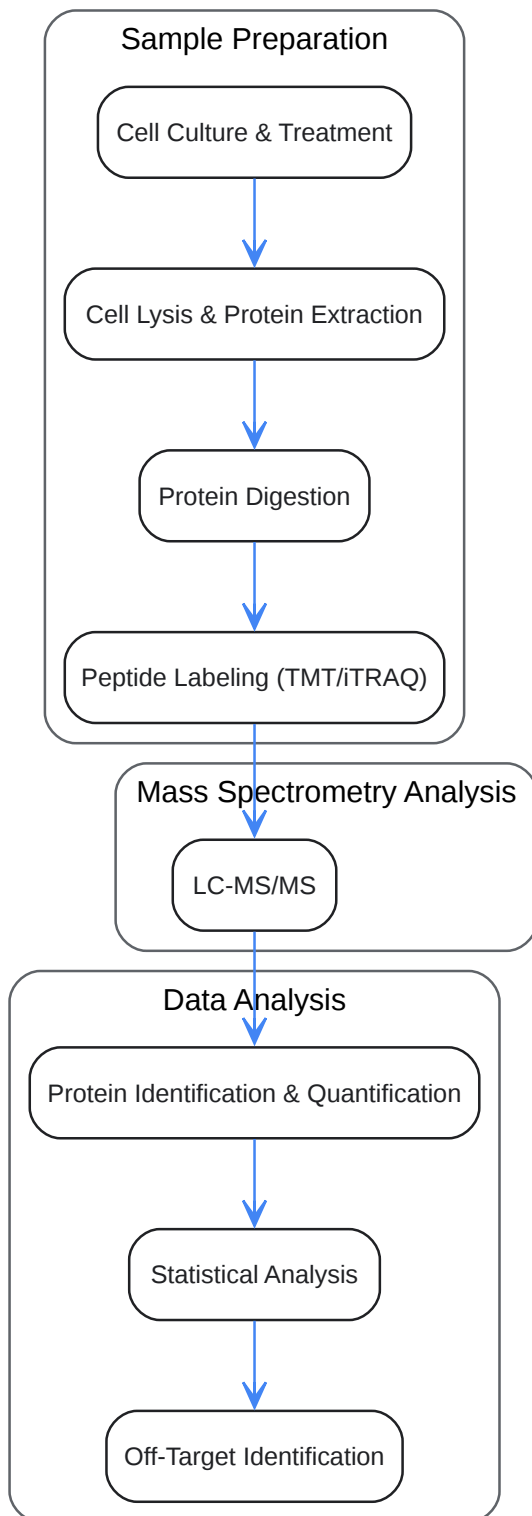 Sample Preparation
Cell Culture & Treatment
Cell Lysis & Protein Extraction
Protein Digestion
Peptide Labeling (TMT/iTRAQ)
Mass Spectrometry Analysis
LC-MS/MS
Data Analysis
Protein Identification & Quantification
Statistical Analysis
Off-Target Identification